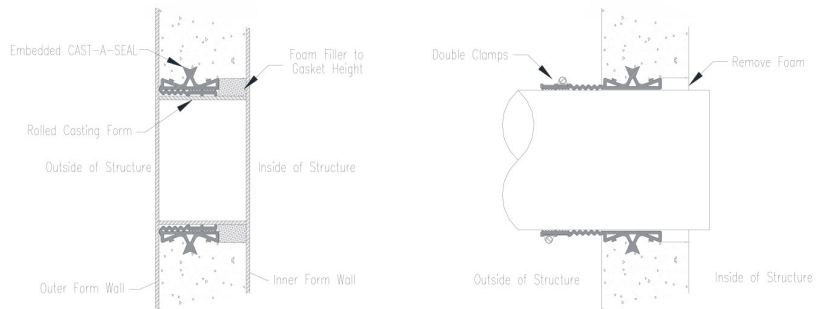 Embedded CAST-A-SEAL
Foam Filler to
Gasket Height
Rolled Casting Form
Outside of Structure
Inside of Structure
Outer Form Wall
Inner Form Wall
Double Clamps
Remove Foam
Outside of Structure
Inside of Structure